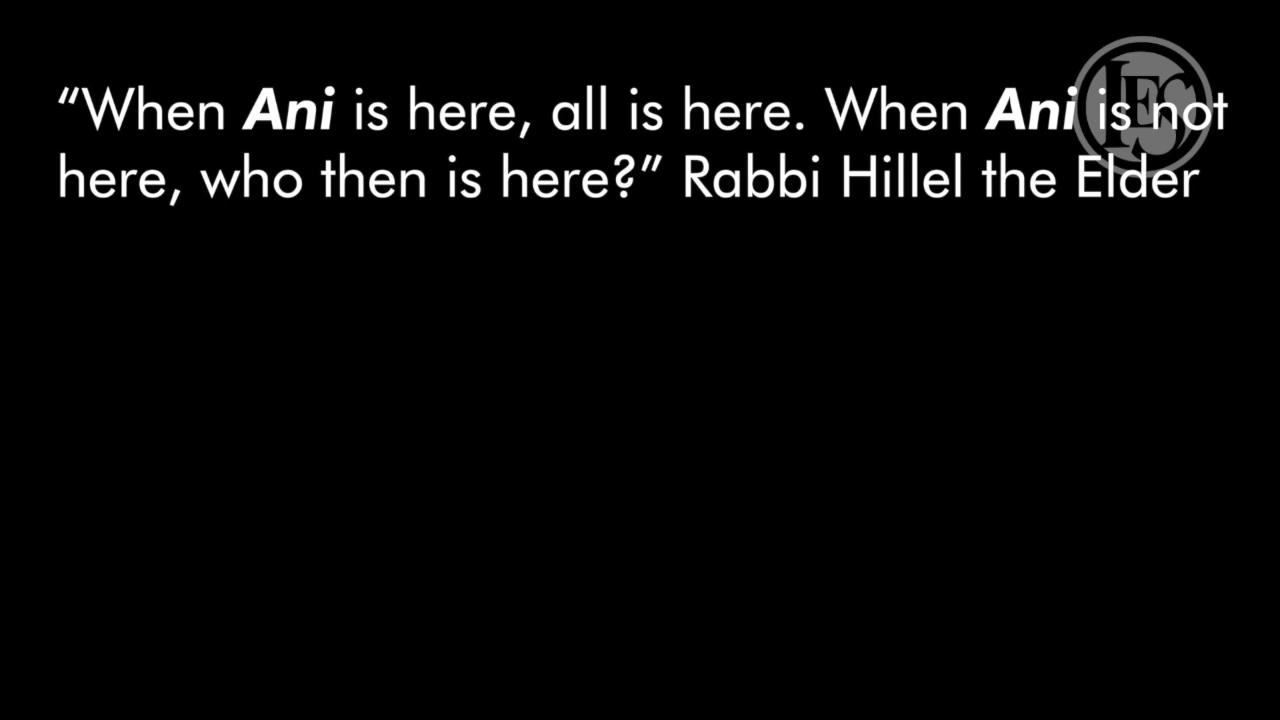 “When Ani is here, all is here. When Ani is not
here, who then is here?” Rabbi Hillel the Elder